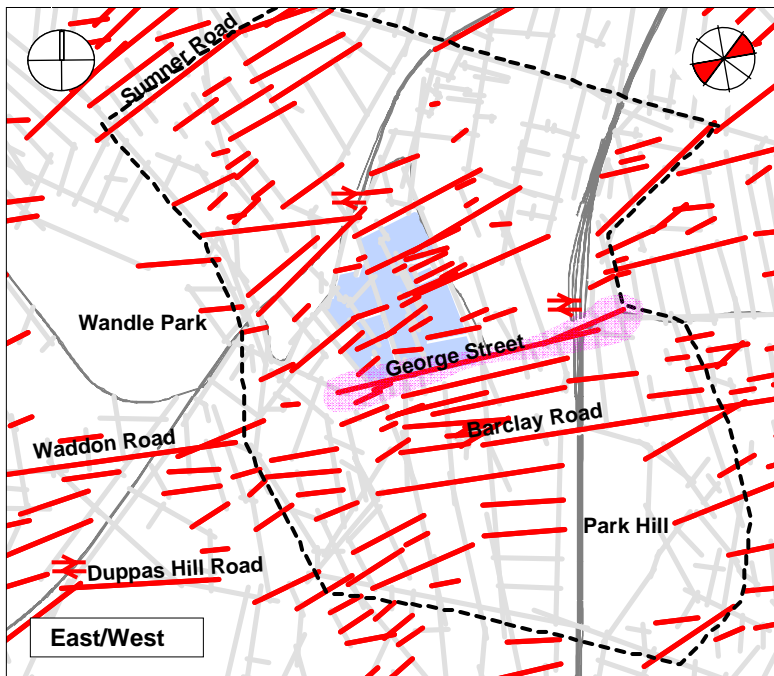 Sumner Road
Wandle Park
George Street
Waddon Road
Barclay Road
Park Hill
Duppas Hill Road
East/West